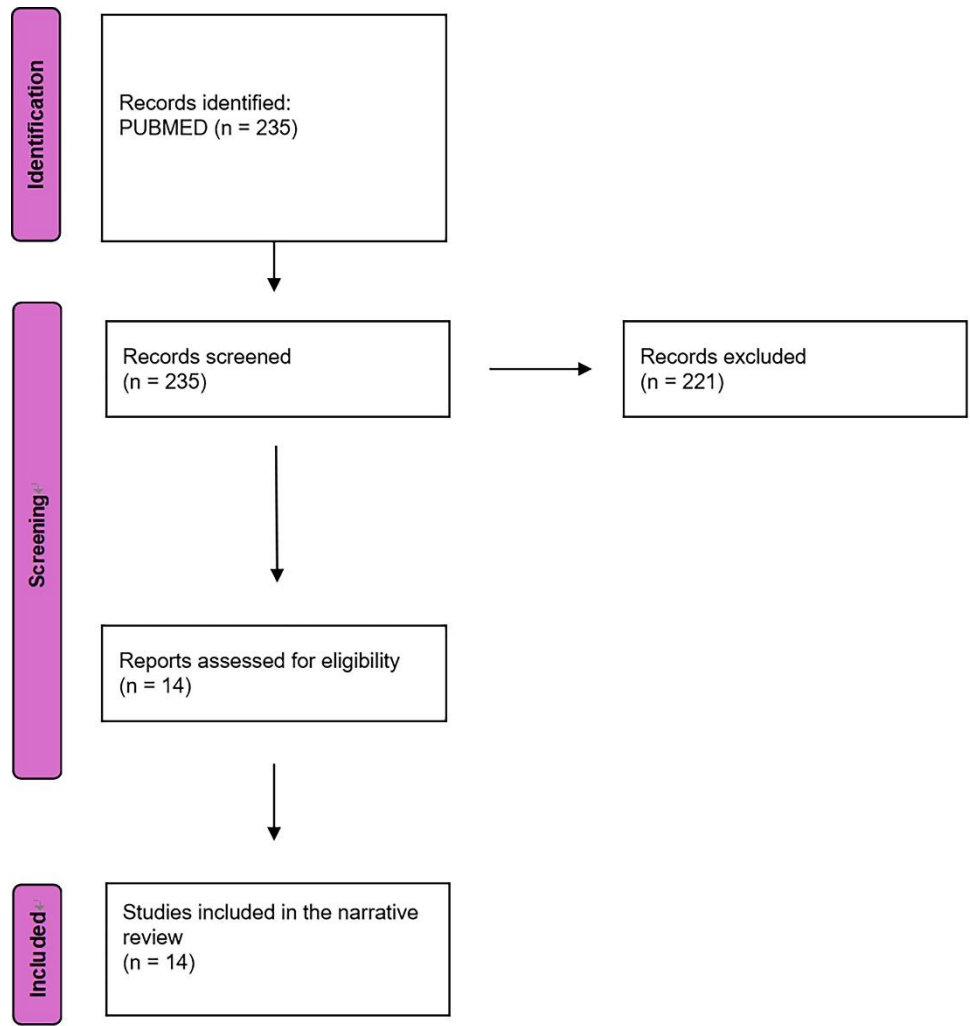 Identification
Records identified:
PUBMED (n = 235)
Screening
Records screened
(n = 235)
Records excluded
(n = 221)
Reports assessed for eligibility
(n = 14)
Included
Studies included in the narrative
review
(n = 14)